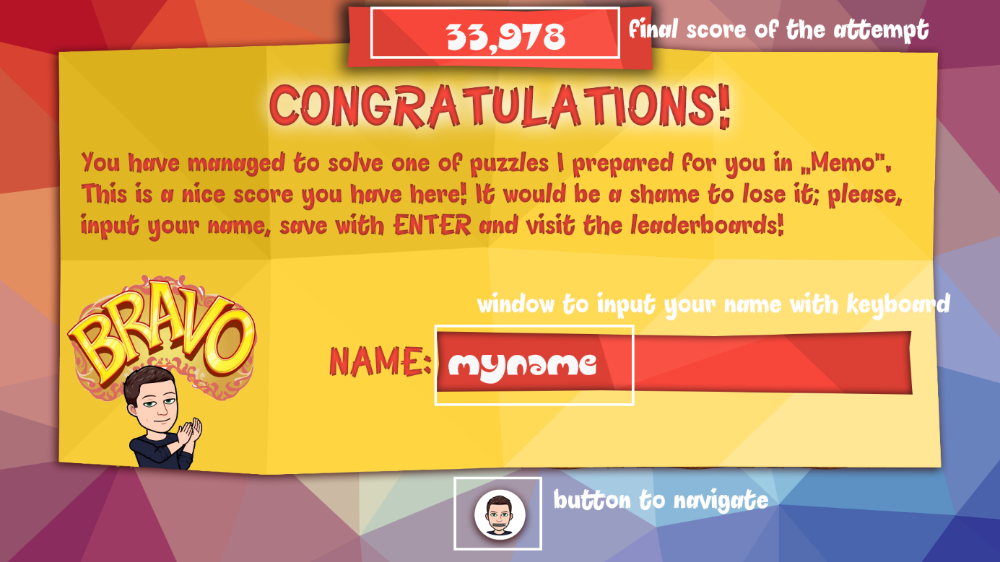 33,978
final score of the attempt
CONGRATULATIONS!
You have managed to solve one of puzzles I prepared for you in „Memo".
This is a nice score you have here! It would be a shame to lose it; please,
input your name, save with ENTER and visit the leaderboards!
BRAVO
window to input your name with keyboard
NAME: myname
button to navigate